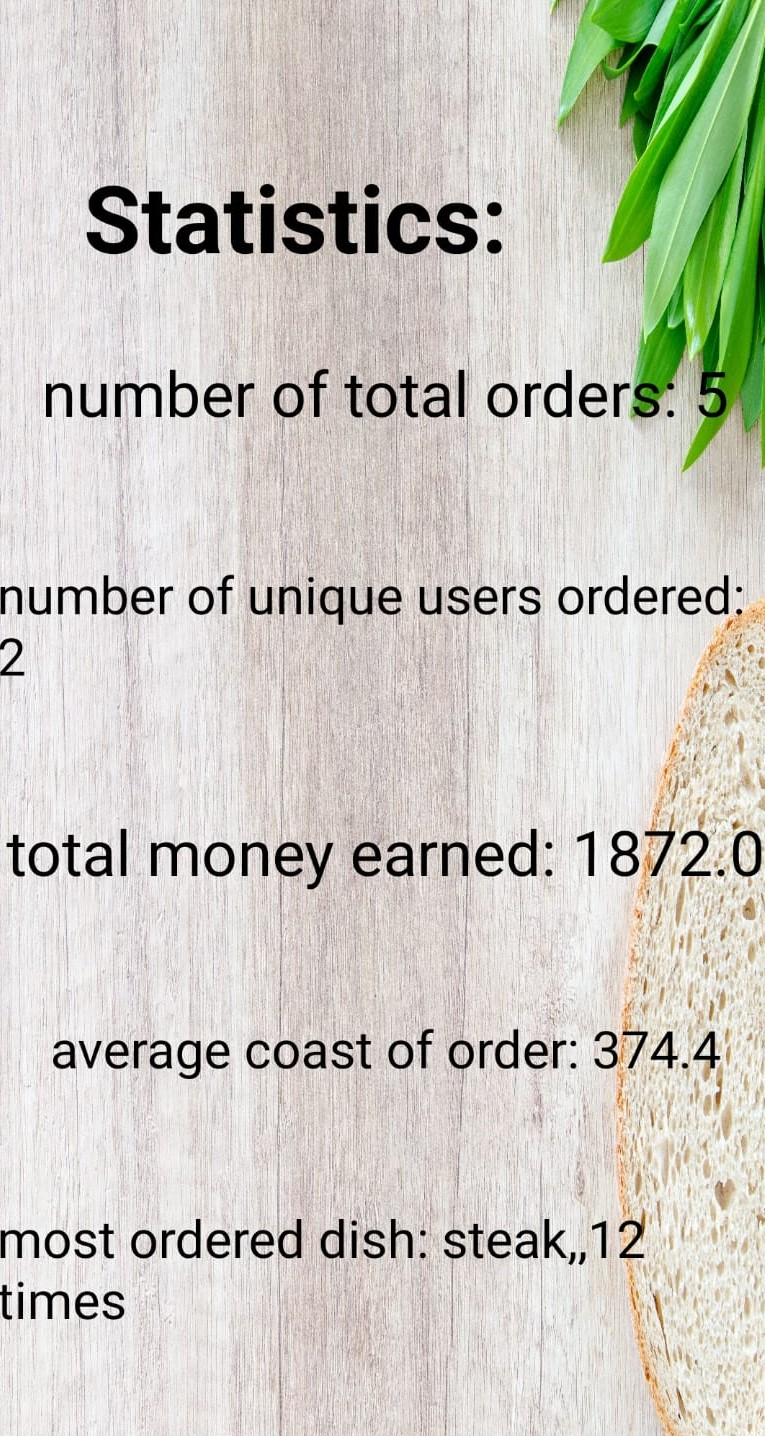 Statistics:
number of total orders: 5
number of unique users ordered:
2
total money earned: 1872.0
average coast of order: 374.4
most ordered dish: steak,,12
times